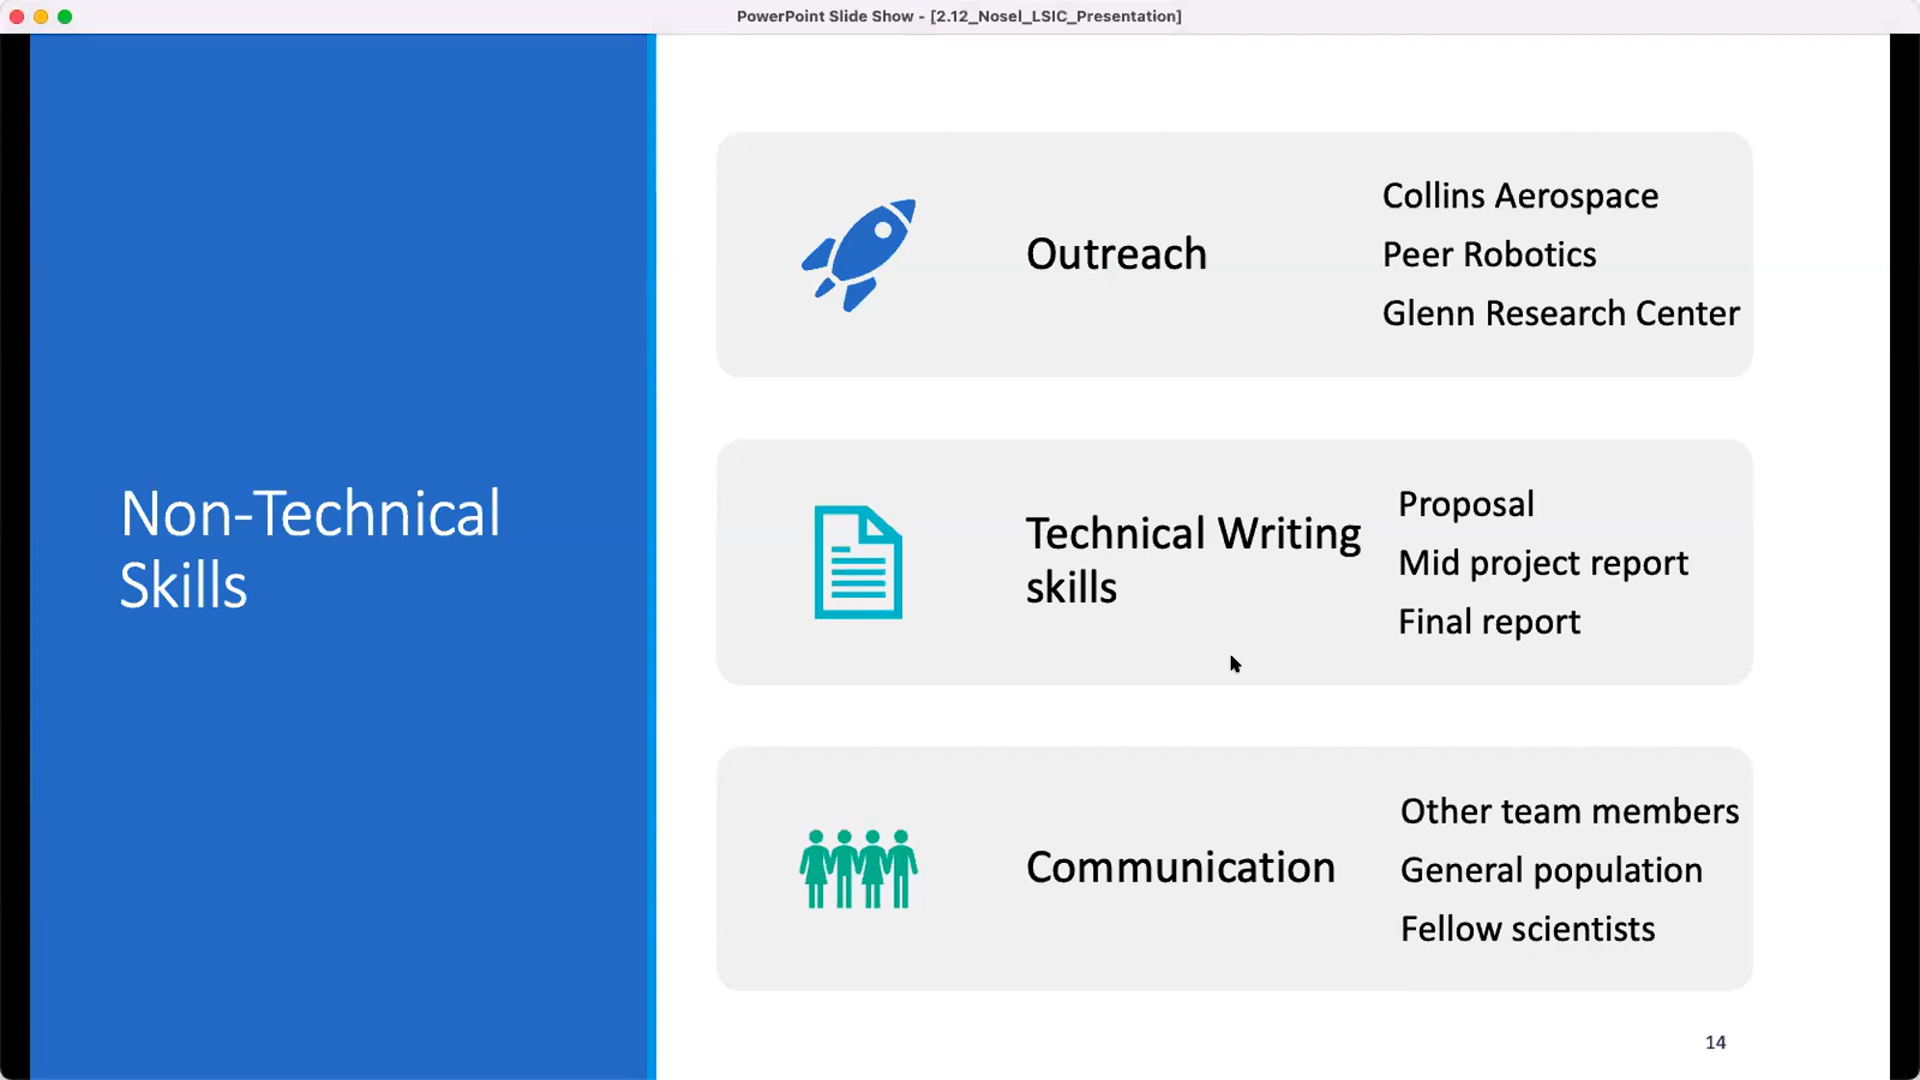 PowerPoint Slide Show - [2.12_Nosel_LSIC_Presentation]
Non-Technical
Skills
Outreach
Collins Aerospace
Peer Robotics
Glenn Research Center
Technical Writing
skills
Proposal
Mid project report
Final report
Communication
Other team members
General population
Fellow scientists
14